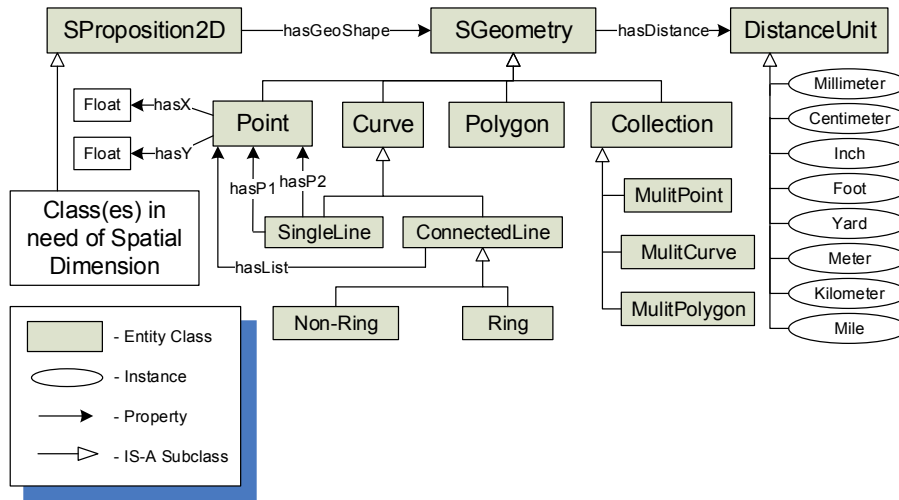 SProposition2D
hasGeoShape
SGeometry
hasDistance
DistanceUnit
Float
hasX
Float
hasY
Point
Curve
Polygon
Collection
Millimeter
Centimeter
Inch
Foot
Yard
Meter
Kilometer
Mile
hasP1
hasP2
MulitPoint
MulitCurve
MulitPolygon
Class(es) in
need of Spatial
Dimension
SingleLine
ConnectedLine
hasList
Non-Ring
Ring
- Entity Class
- Instance
- Property
- IS-A Subclass